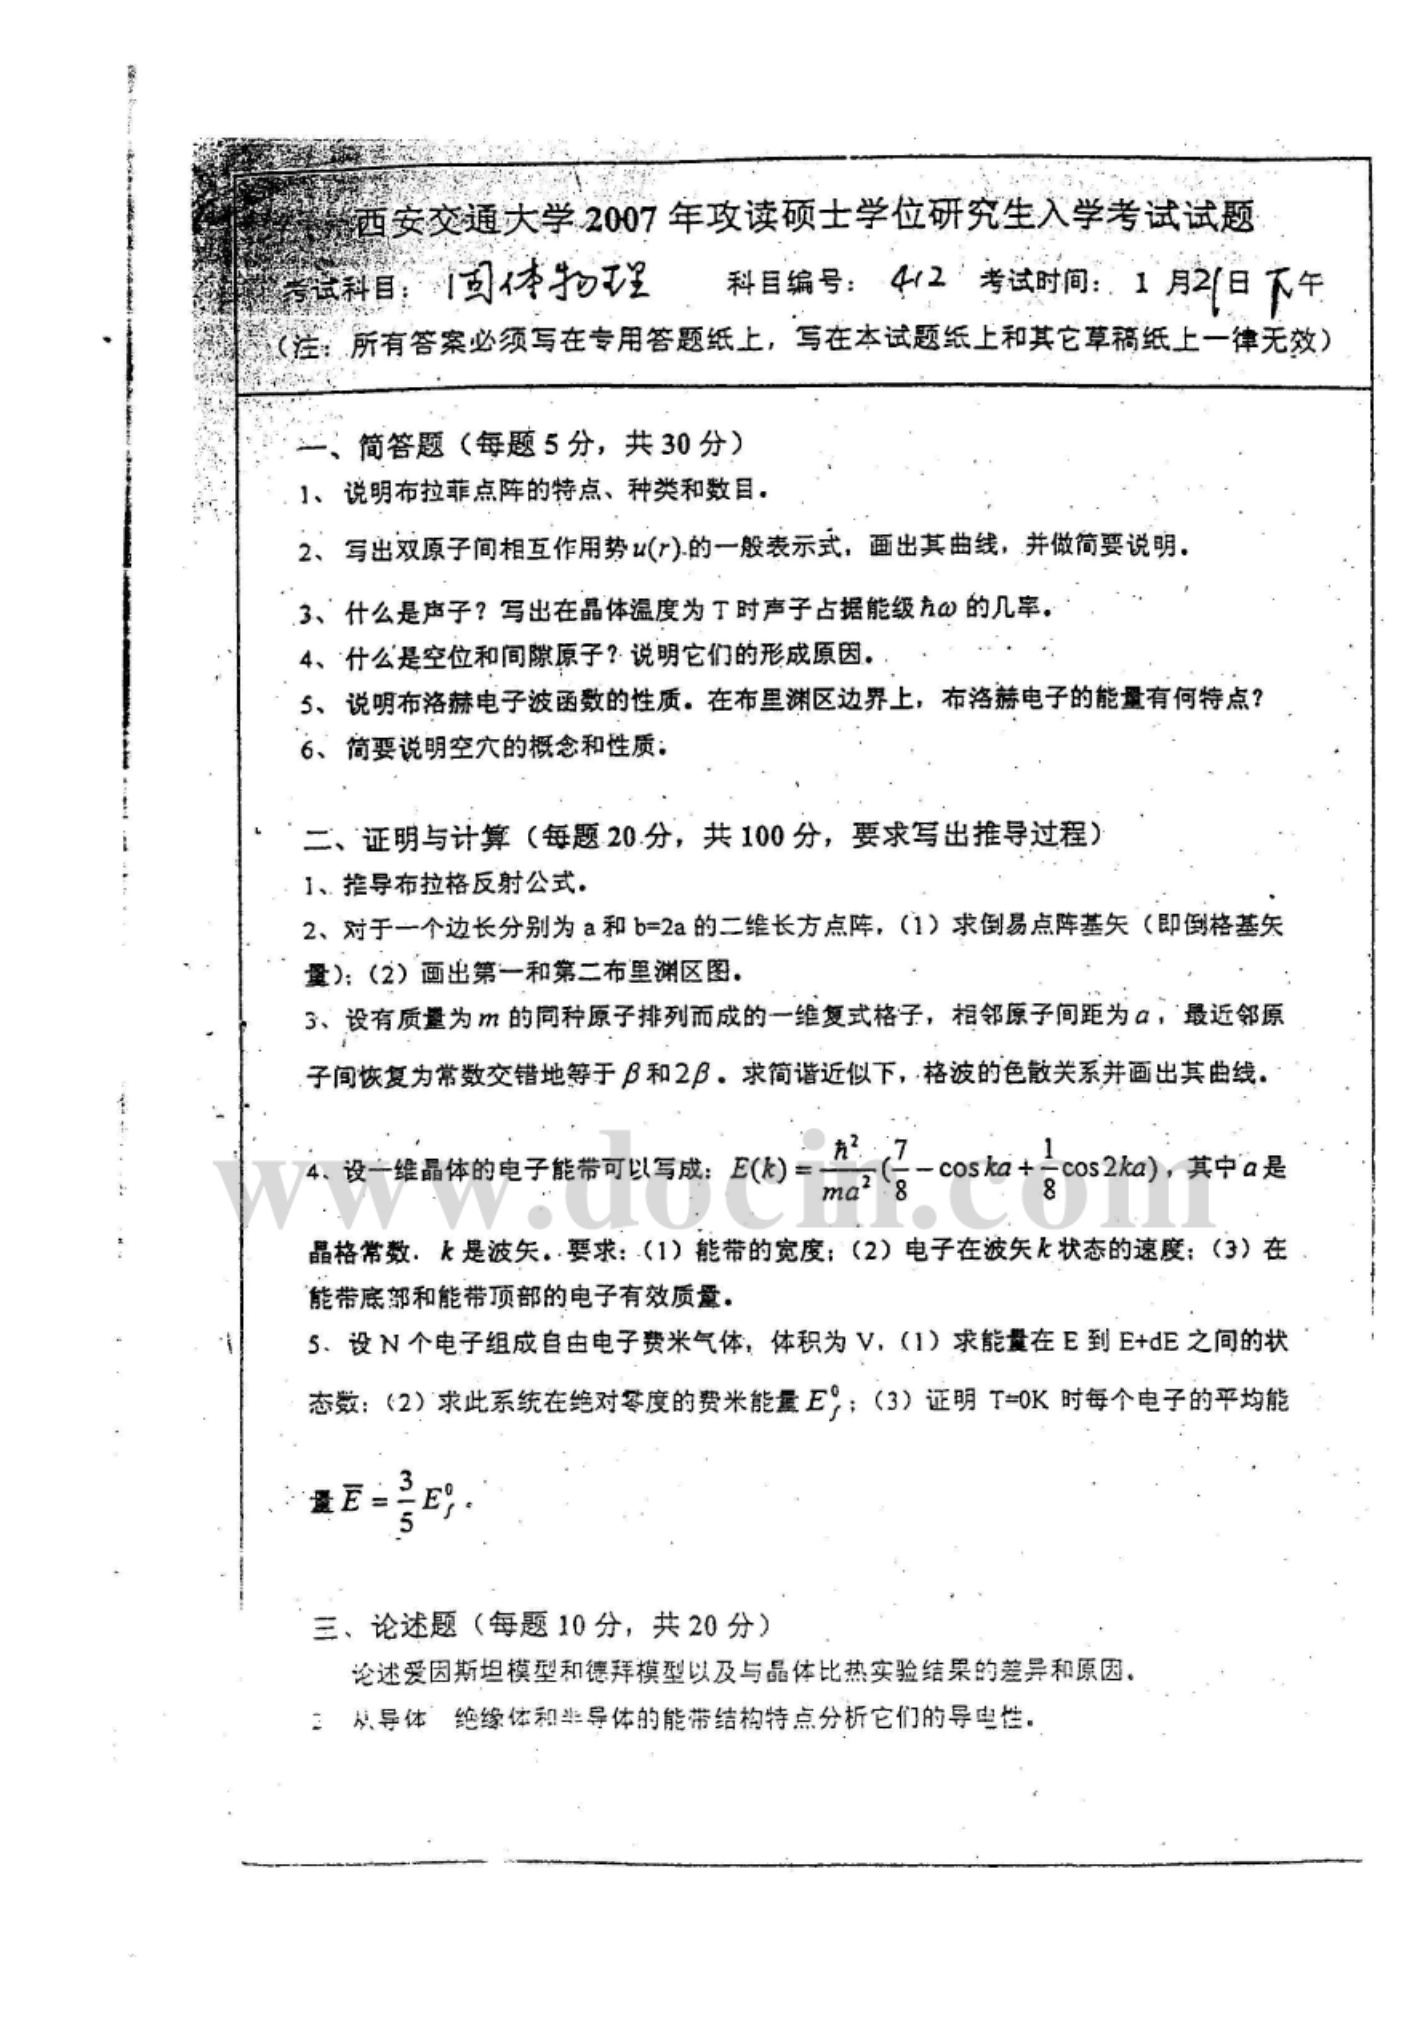 西安交通大学2007年攻读硕士学位研究生入学考试试题
考试科目：固体物理 科目编号：412 考试时间：1月21日下午
（注：所有答案必须写在专用答题纸上，写在本试题纸上和其它草稿纸上一律无效）
一、简答题（每题5分，共30分）
1、说明布拉菲点阵的特点、种类和数目。
2、写出双原子间相互作用势u(r)的一般表示式，画出其曲线，并做简要说明。
3、什么是声子？写出在晶体温度为T时声子占据能级ħω的几率。
4、什么是空位和间隙原子？说明它们的形成原因。
5、说明布洛赫电子波函数的性质。在布里渊区边界上，布洛赫电子的能量有何特点？
6、简要说明空穴的概念和性质。
二、证明与计算（每题20分，共100分，要求写出推导过程）
1、推导布拉格反射公式。
2、对于一个边长分别为a和b=2a的二维长方点阵，（1）求倒易点阵基矢（即倒格基矢
量）；（2）画出第一和第二布里渊区图。
3、设有质量为m的同种原子排列而成的一维复式格子，相邻原子间距为a，最近邻原
子间恢复为常数交错地等于β和2β。求简谐近似下，格波的色散关系并画出其曲线。
4、设一维晶体的电子能带可以写成：E(k)=ħ²/ma²(7/8－cos ka＋1/8cos2ka)，其中a是
晶格常数．k是波矢。要求：（1）能带的宽度；（2）电子在波矢k状态的速度；（3）在
能带底部和能带顶部的电子有效质量。
5．设N个电子组成自由电子费米气体，体积为V，（1）求能量在E到E+dE之间的状
态数；（2）求此系统在绝对零度的费米能量E⁰f；（3）证明T=0K时每个电子的平均能
量E̅=3/5E⁰f。
三、论述题（每题10分，共20分）
论述爱因斯坦模型和德拜模型以及与晶体比热实验结果的差异和原因。
2 从导体 绝缘体和半导体的能带结构特点分析它们的导电性。
www.docin.com